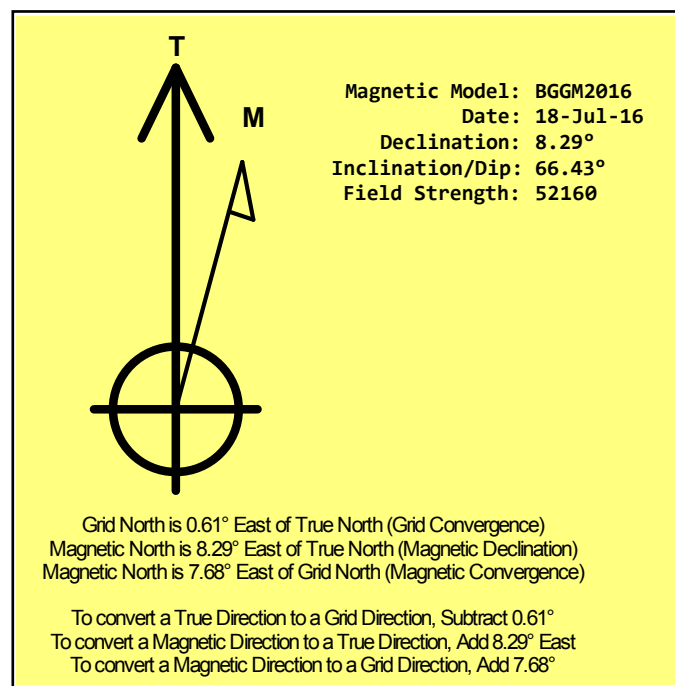 T
M
Magnetic Model: BGGM2016
Date: 18-Jul-16
Declination: 8.29º
Inclination/Dip: 66.43º
Field Strength: 52160
Grid North is 0.61° East of True North (Grid Convergence)
Magnetic North is 8.29° East of True North (Magnetic Declination)
Magnetic North is 7.68° East of Grid North (Magnetic Convergence)
To convert a True Direction to a Grid Direction, Subtract 0.61°
To convert a Magnetic Direction to a True Direction, Add 8.29° East
To convert a Magnetic Direction to a Grid Direction, Add 7.68°